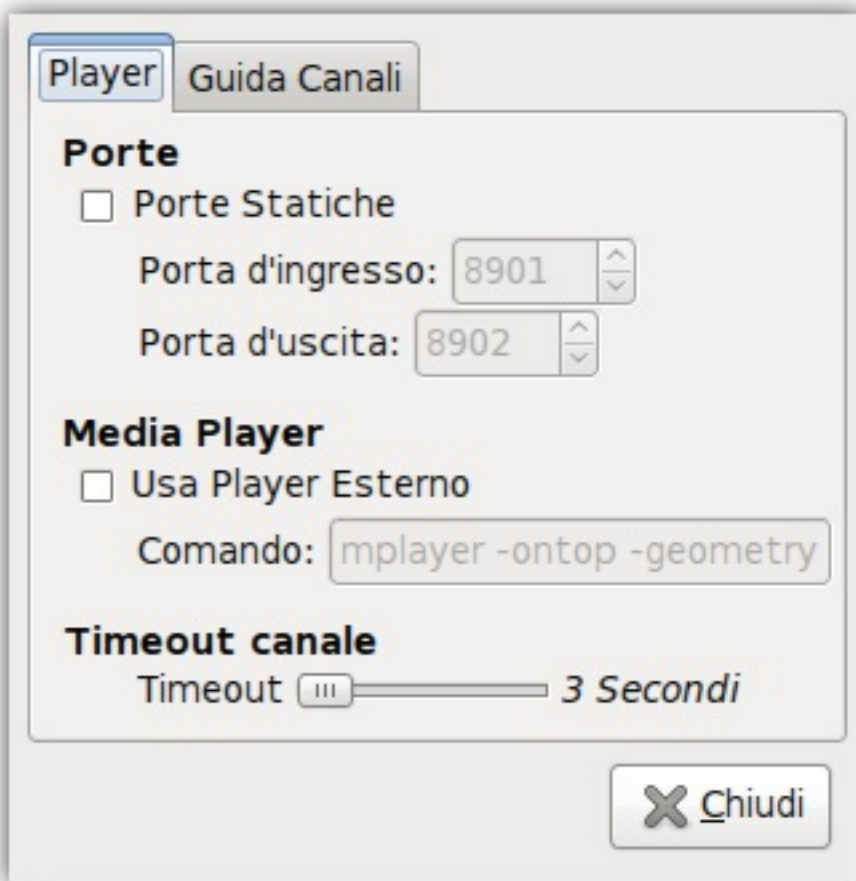 Player Guida Canali
Porte
Porte Statiche
Porta d'ingresso: 8901
Porta d'uscita: 8902
Media Player
Usa Player Esterno
Comando: mplayer -ontop -geometry
Timeout canale
Timeout 3 Secondi
Chiudi